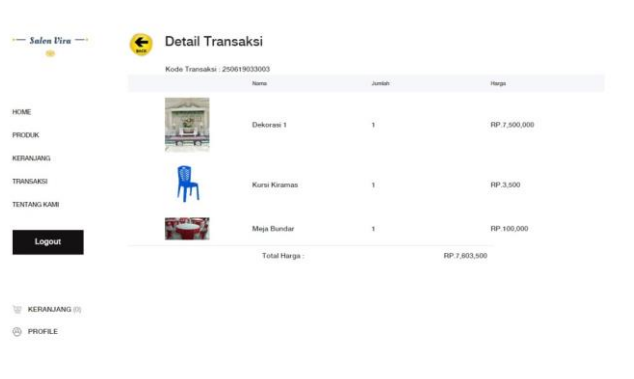 Salen Vira
BACK
Detail Transaksi
Kode Transaksi : 250619033003
Nama Jumlah Harga
HOME
Dekorasi 1 1 RP.7,500,000
PRODUK
KERANJANG
TRANSAKSI
Kursi Kiramas 1 RP.3,500
TENTANG KAMI
Meja Bundar 1 RP.100,000
Logout
Total Harga : RP.7,603,500
KERANJANG (0)
PROFILE